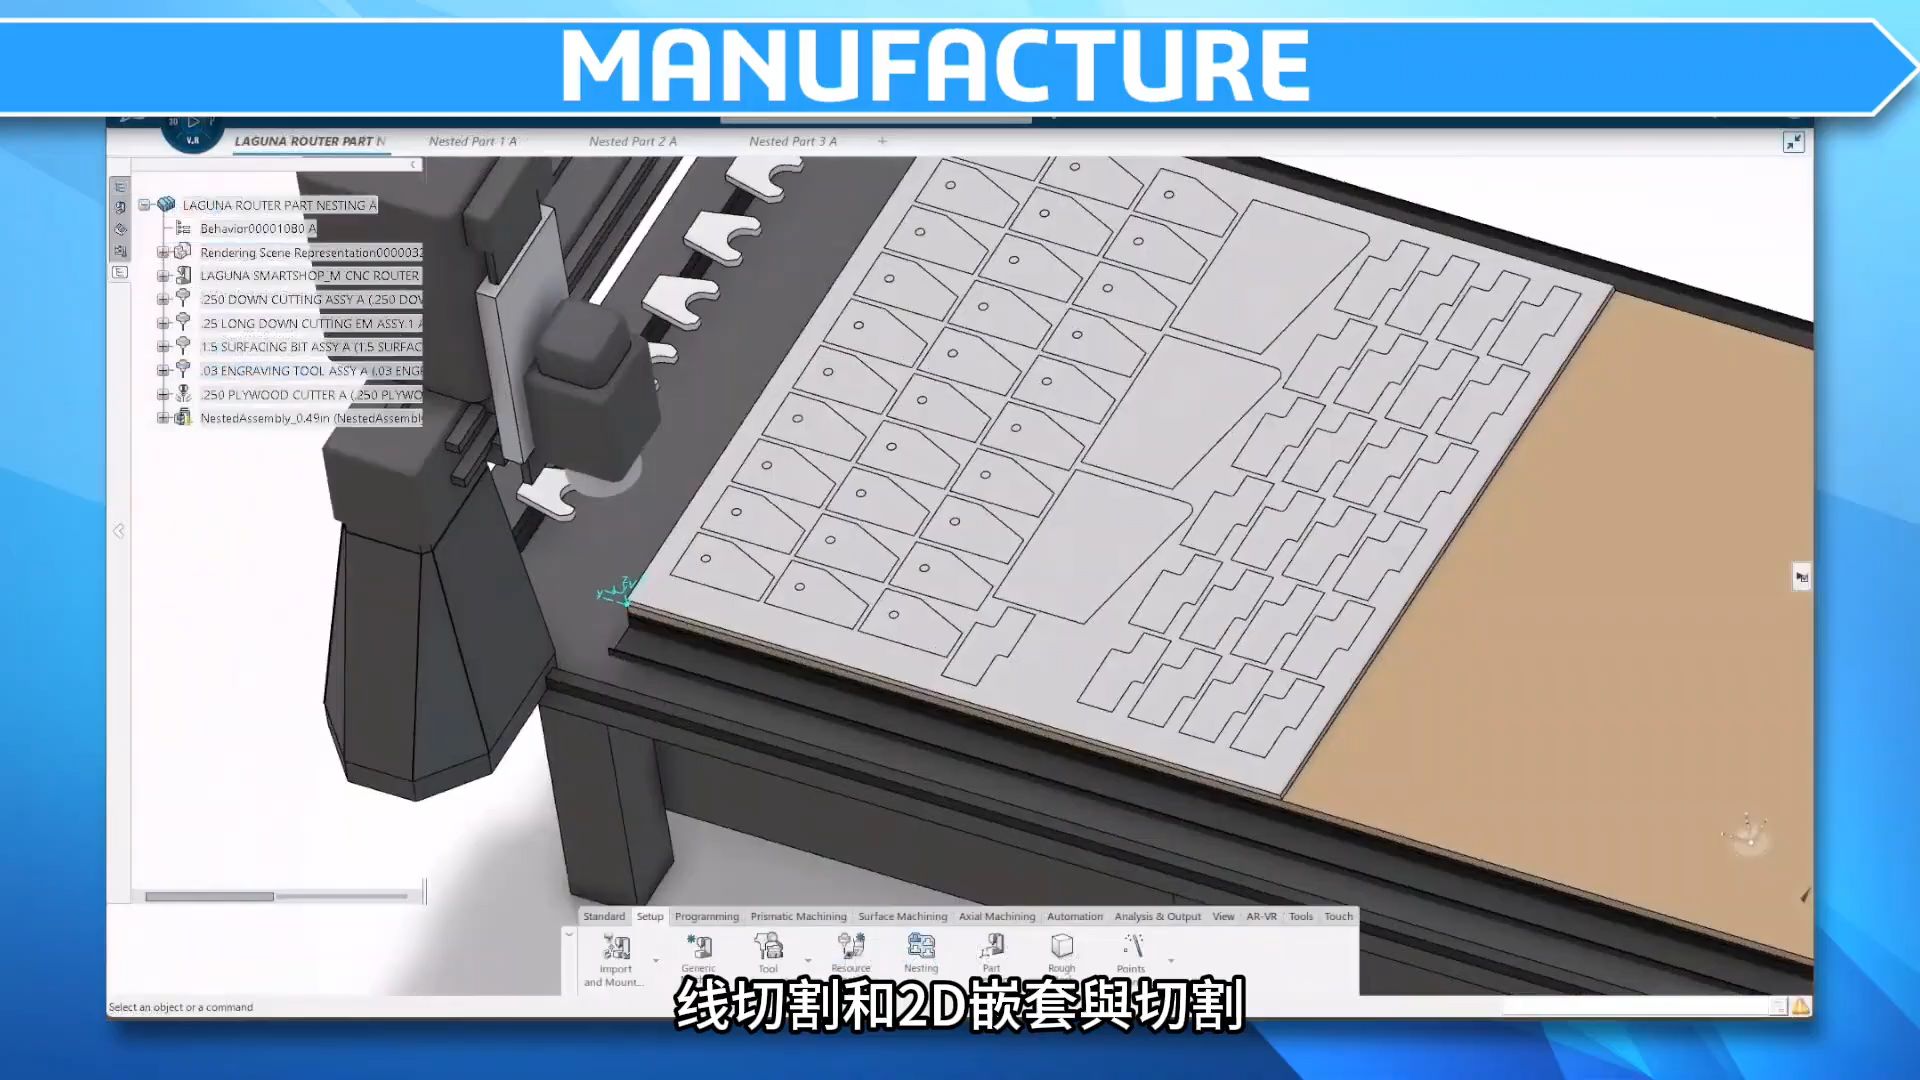 MANUFACTURE
3D
V.R
LAGUNA ROUTER PART N
Nested Part 1 A
Nested Part 2 A
Nested Part 3 A
LAGUNA ROUTER PART NESTING A
Behavior00001080 A
Rendering Scene Representation0000032
LAGUNA SMARTSHOP_M CNC ROUTER
.250 DOWN CUTTING ASSY A (.250 DOV
.25 LONG DOWN CUTTING EM ASSY.1 A
1.5 SURFACING BIT ASSY A (1.5 SURFAC
.03 ENGRAVING TOOL ASSY A (.03 ENGR
.250 PLYWOOD CUTTER A (.250 PLYWO
NestedAssembly_0.49in (NestedAssembly
Standard
Setup
Programming
Prismatic Machining
Surface Machining
Axial Machining
Automation
Analysis & Output
View
AR-VR
Tools
Touch
Import
and Mount...
Generic
Tool
Resource
Nesting
Part
Rough
Points
线切割和2D嵌套與切割
Select an object or a command